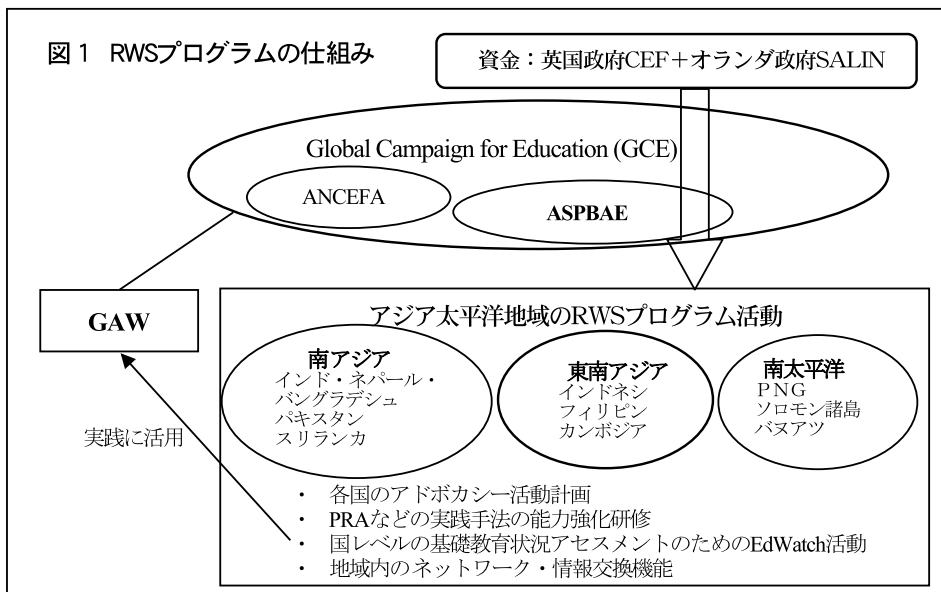 図1 RWSプログラムの仕組み
資金：英国政府CEF＋オランダ政府SALIN
Global Campaign for Education (GCE)
ANCEFA
ASPBAE
GAW
アジア太平洋地域のRWSプログラム活動
南アジア
インド・ネパール・
バングラデシュ
パキスタン
スリランカ
東南アジア
インドネシ
フィリピン
カンボジア
南太平洋
ＰＮＧ
ソロモン諸島
バヌアツ
実践に活用
・ 各国のアドボカシー活動計画
・ PRAなどの実践手法の能力強化研修
・ 国レベルの基礎教育状況アセスメントのためのEdWatch活動
・ 地域内のネットワーク・情報交換機能